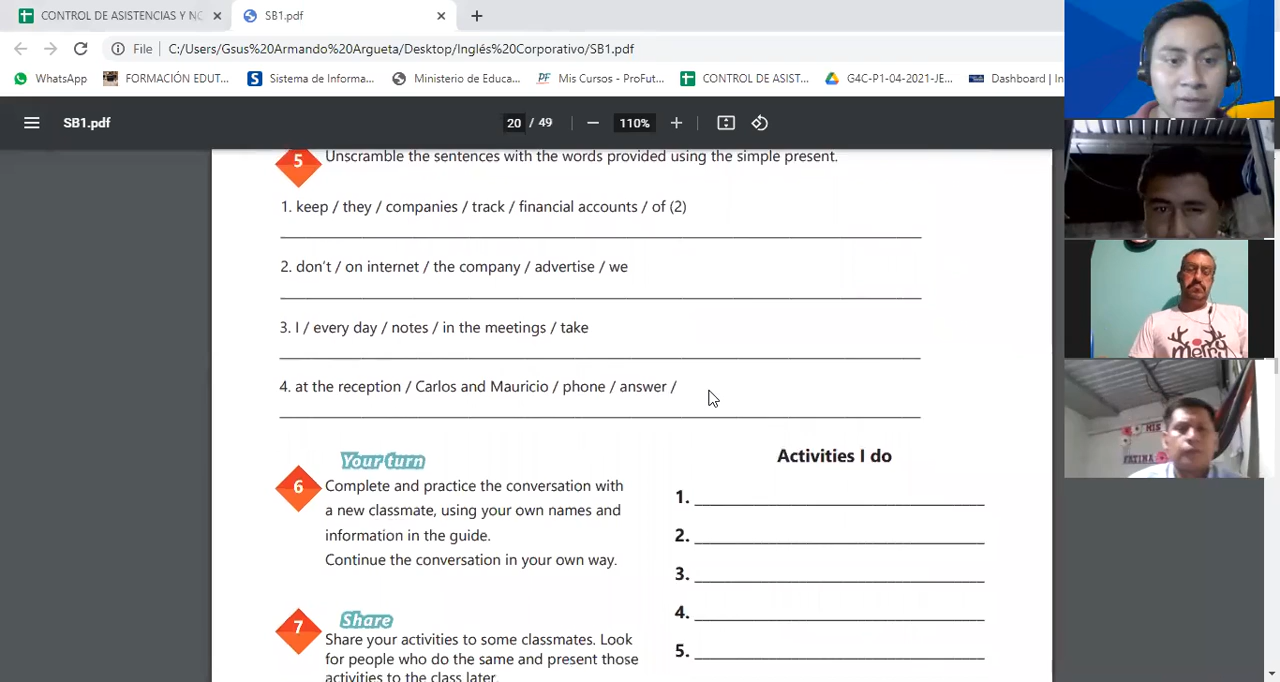 CONTROL DE ASISTENCIAS Y NO
SB1.pdf
File
C:/Users/Gsus%20Armando%20Argueta/Desktop/Inglés%20Corporativo/SB1.pdf
WhatsApp
FORMACIÓN EDUT...
Sistema de Informa...
Ministerio de Educa...
PF Mis Cursos - ProFut...
CONTROL DE ASIST...
G4C-P1-04-2021-JE...
Dashboard | In
SB1.pdf
20 / 49
110%
5 Unscramble the sentences with the words provided using the simple present.
1. keep / they / companies / track / financial accounts / of (2)
2. don't / on internet / the company / advertise / we
3. I / every day / notes / in the meetings / take
4. at the reception / Carlos and Mauricio / phone / answer /
Your turn
6 Complete and practice the conversation with
a new classmate, using your own names and
information in the guide.
Continue the conversation in your own way.
7 Share
Share your activities to some classmates. Look
for people who do the same and present those
activities to the class later.
Activities I do
1.
2.
3.
4.
5.
merry